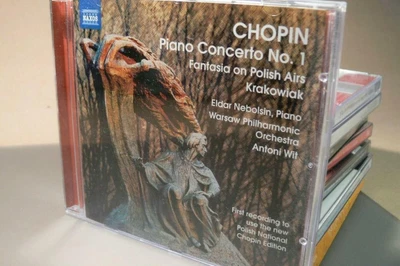 NAXOS
CHOPIN
Piano Concerto No. 1
Fantasia on Polish Airs
Krakowiak
Eldar Nebolsin, Piano
Warsaw Philharmonic
Orchestra
Antoni Wit
First recording to
use the new
Polish National
Chopin Edition